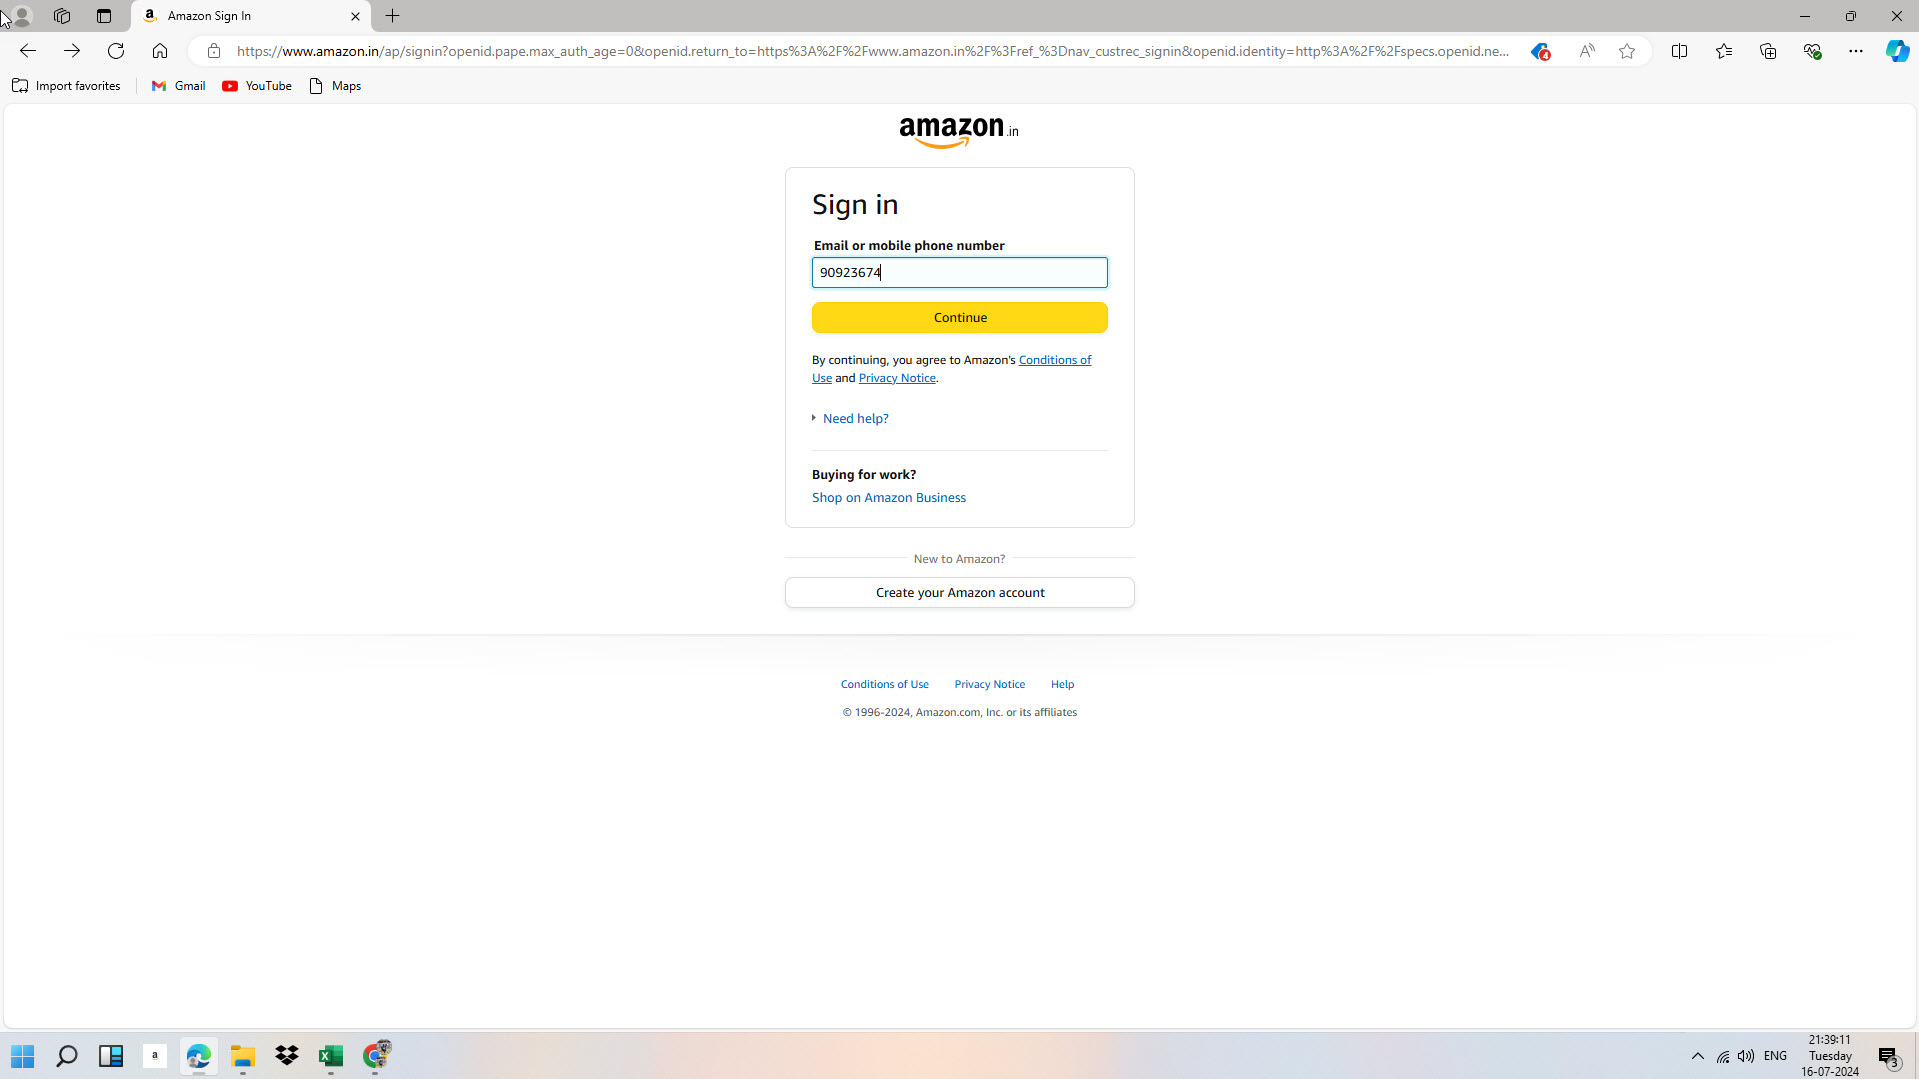 Amazon Sign In
https://www.amazon.in/ap/signin?openid.pape.max_auth_age=0&openid.return_to=https%3A%2F%2Fwww.amazon.in%2F%3Fref_%3Dnav_custrec_signin&openid.identity=http%3A%2F%2Fspecs.openid.ne...
4
Import favorites
Gmail
YouTube
Maps
amazon.in
Sign in
Email or mobile phone number
90923674
Continue
By continuing, you agree to Amazon's Conditions of
Use and Privacy Notice.
Need help?
Buying for work?
Shop on Amazon Business
New to Amazon?
Create your Amazon account
Conditions of Use
Privacy Notice
Help
© 1996-2024, Amazon.com, Inc. or its affiliates
ENG
21:39:11
Tuesday
16-07-2024
3